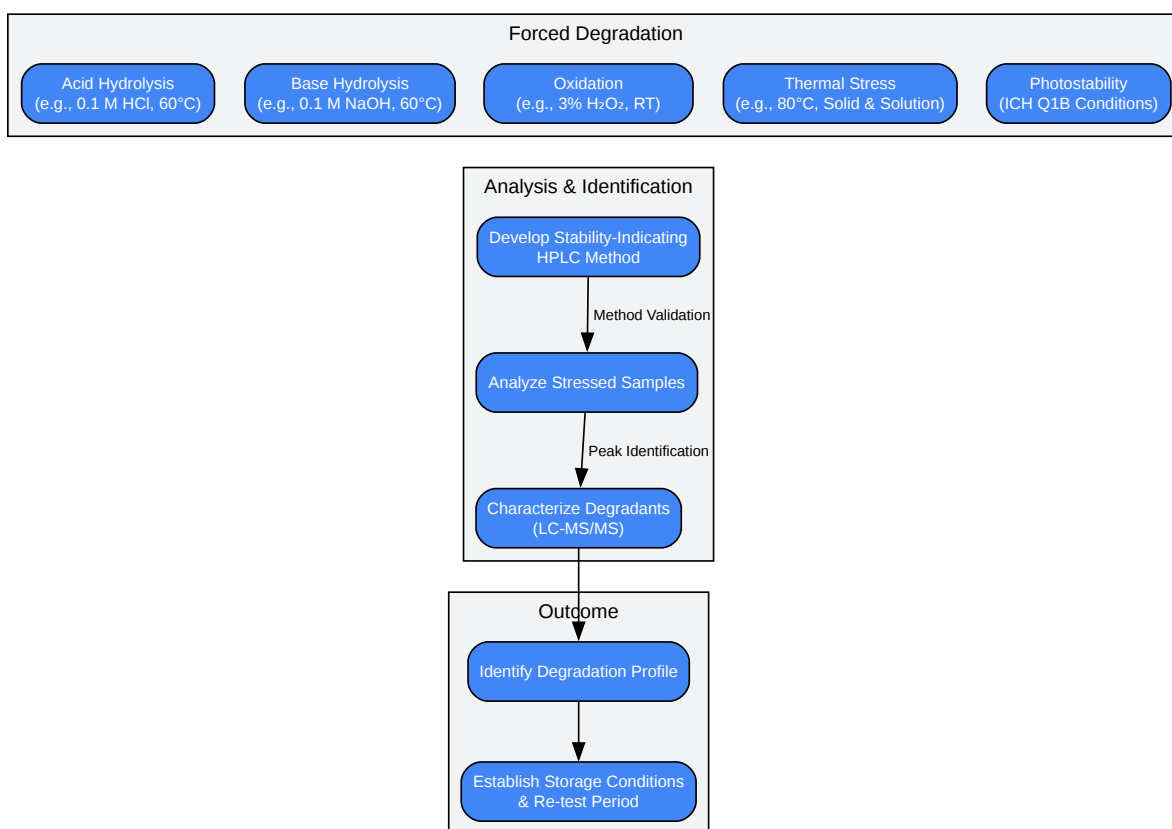 Forced Degradation
Acid Hydrolysis
(e.g., 0.1 M HCl, 60°C)
Base Hydrolysis
(e.g., 0.1 M NaOH, 60°C)
Oxidation
(e.g., 3% H₂O₂, RT)
Thermal Stress
(e.g., 80°C, Solid & Solution)
Photostability
(ICH Q1B Conditions)
Analysis & Identification
Develop Stability-Indicating
HPLC Method
Method Validation
Analyze Stressed Samples
Peak Identification
Characterize Degradants
(LC-MS/MS)
Outcome
Identify Degradation Profile
Establish Storage Conditions
& Re-test Period